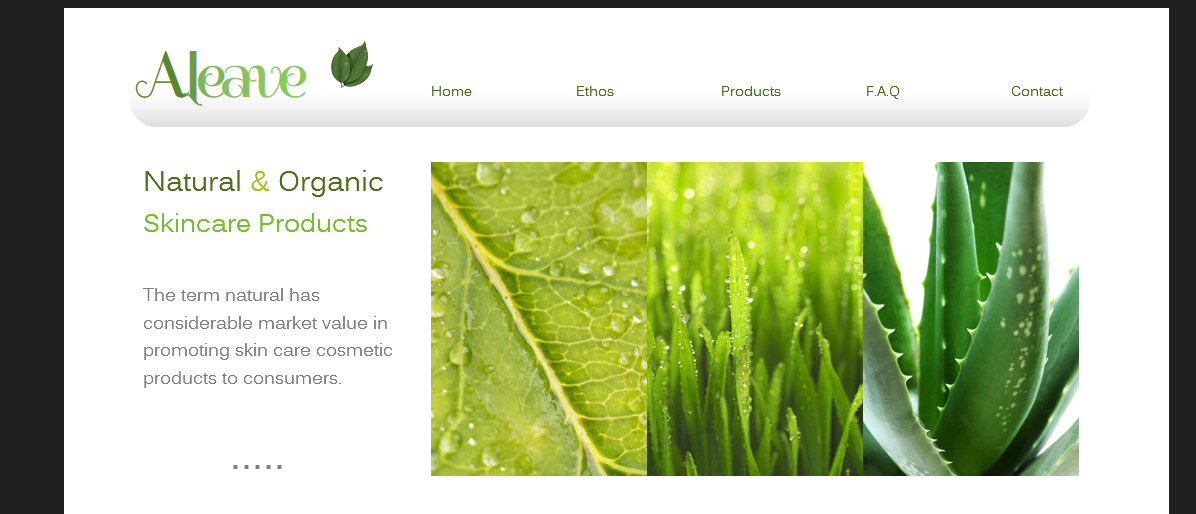 Aleave
Home Ethos Products F.A.Q Contact
Natural & Organic
Skincare Products
The term natural has
considerable market value in
promoting skin care cosmetic
products to consumers.
.....